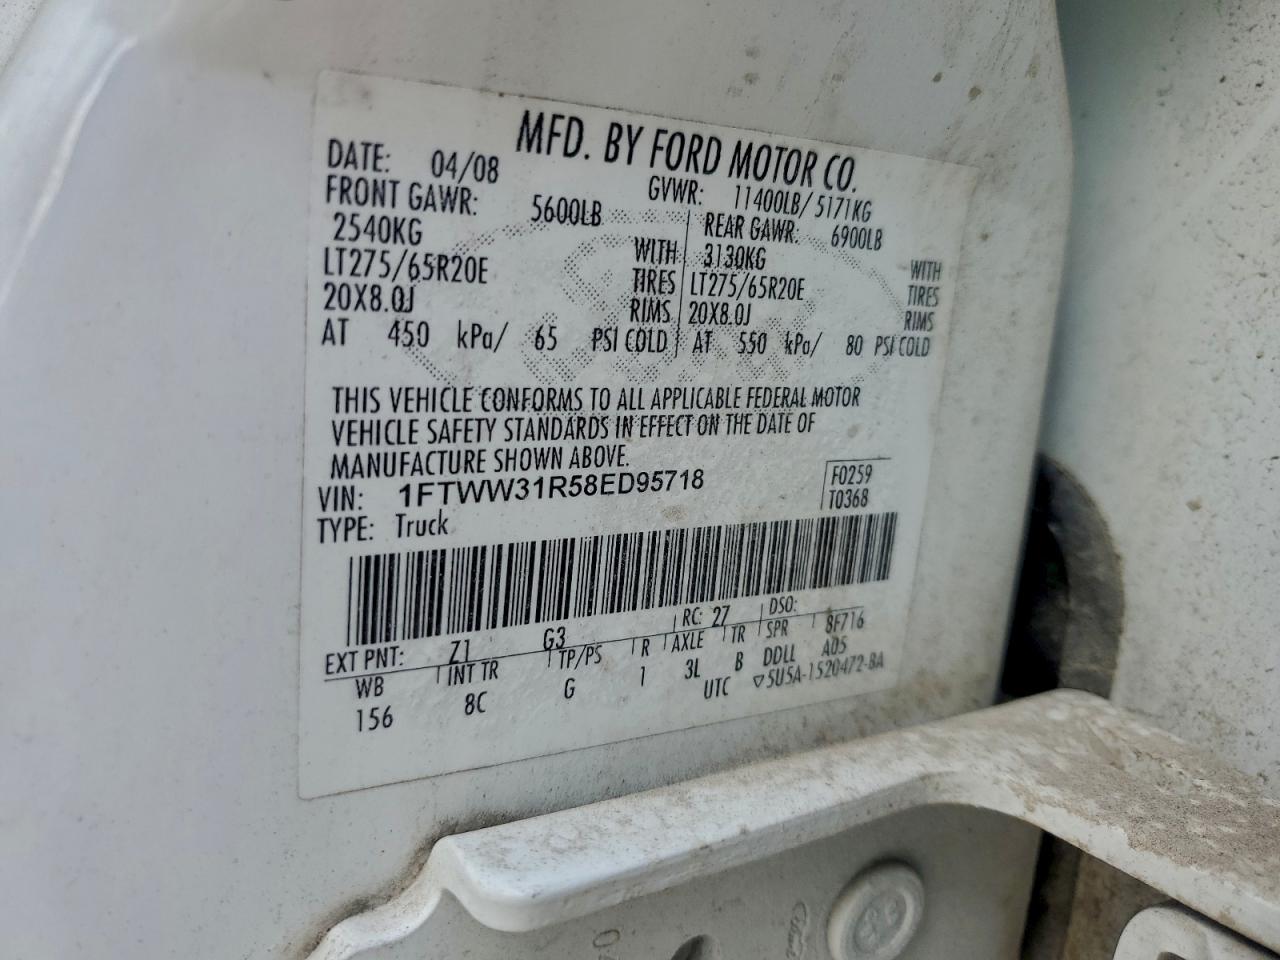 MFD. BY FORD MOTOR CO.
DATE: 04/08 GVWR: 11400LB/5171KG
FRONT GAWR: 5600LB REAR GAWR: 6900LB
2540KG WITH 3130KG WITH
LT275/65R20E TIRES LT275/65R20E TIRES
20X8.0J RIMS 20X8.0J RIMS
AT 450 kPa/ 65 PSI COLD AT 550 kPa/ 80 PSI COLD
THIS VEHICLE CONFORMS TO ALL APPLICABLE FEDERAL MOTOR
VEHICLE SAFETY STANDARDS IN EFFECT ON THE DATE OF
MANUFACTURE SHOWN ABOVE.
VIN: 1FTWW31R58ED95718 F0259
TYPE: Truck T0368
EXT PNT: Z1 G3 RC: 27 DSO:
WB INT TR TP/PS R AXLE TR SPR 8F716
156 8C G 1 3L B DDLL A05
UTC ▽5U5A-1520472-BA